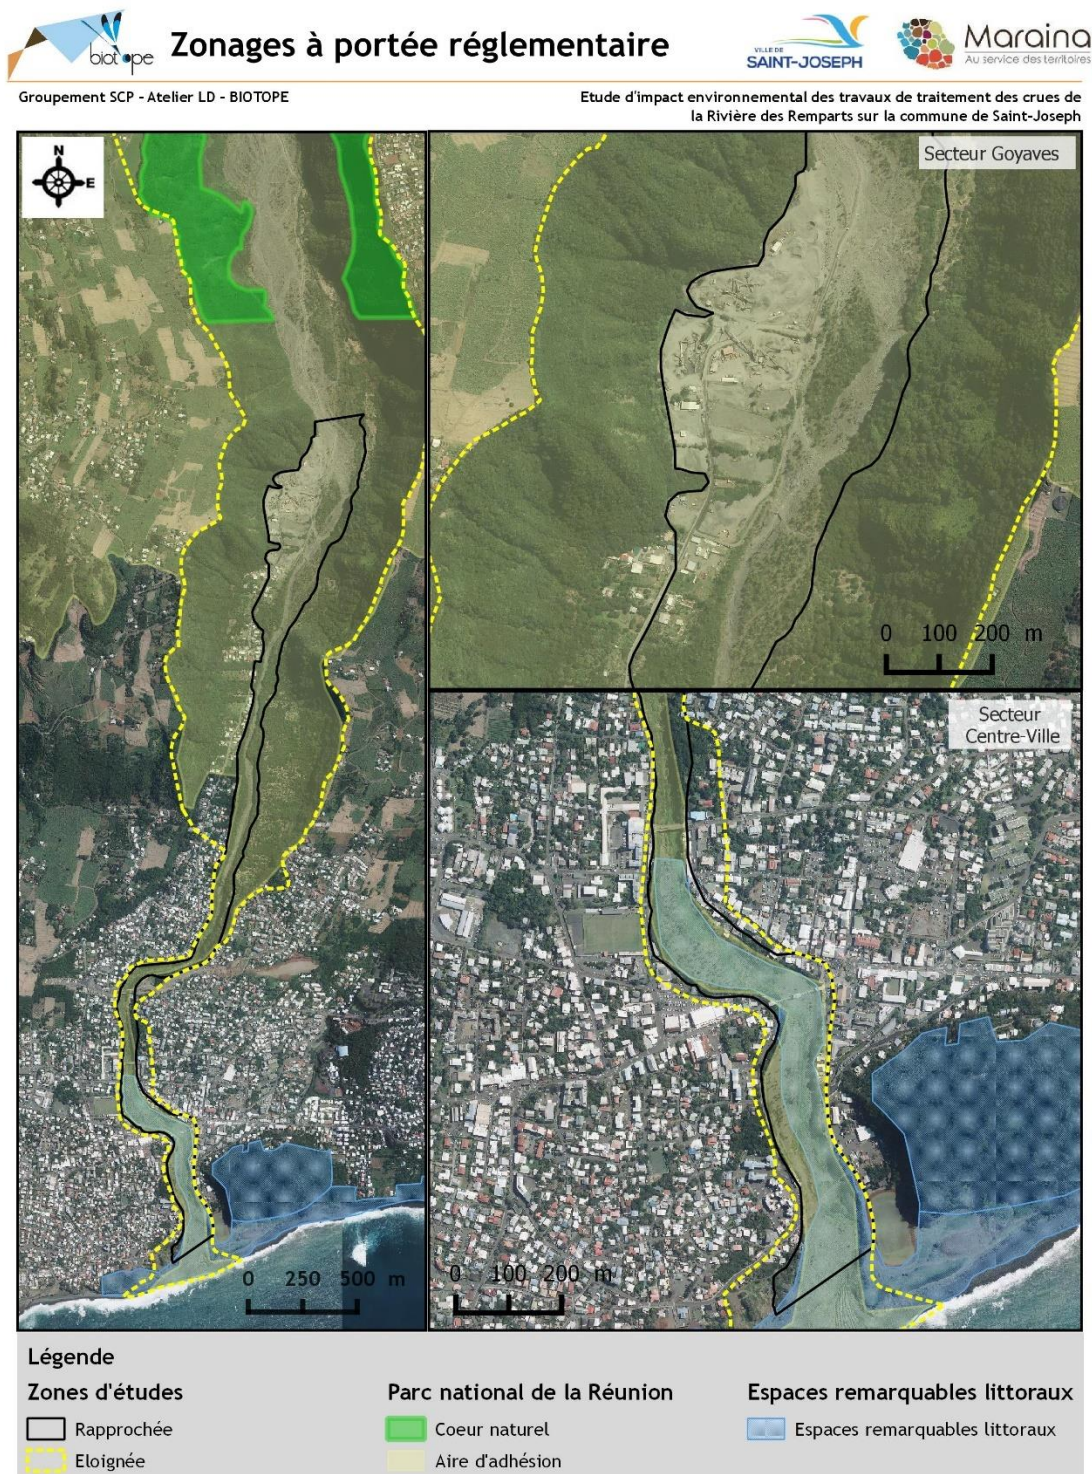 biotope
Zonages à portée réglementaire
VILLE DE
SAINT-JOSEPH
Maraina
Au service des territoires
Groupement SCP - Atelier LD - BIOTOPE
Etude d'impact environnemental des travaux de traitement des crues de
la Rivière des Remparts sur la commune de Saint-Joseph
N
E
Secteur Goyaves
0 100 200 m
Secteur
Centre-Ville
0 250 500 m
0 100 200 m
Légende
Zones d'études
Rapprochée
Eloignée
Parc national de la Réunion
Coeur naturel
Aire d'adhésion
Espaces remarquables littoraux
Espaces remarquables littoraux